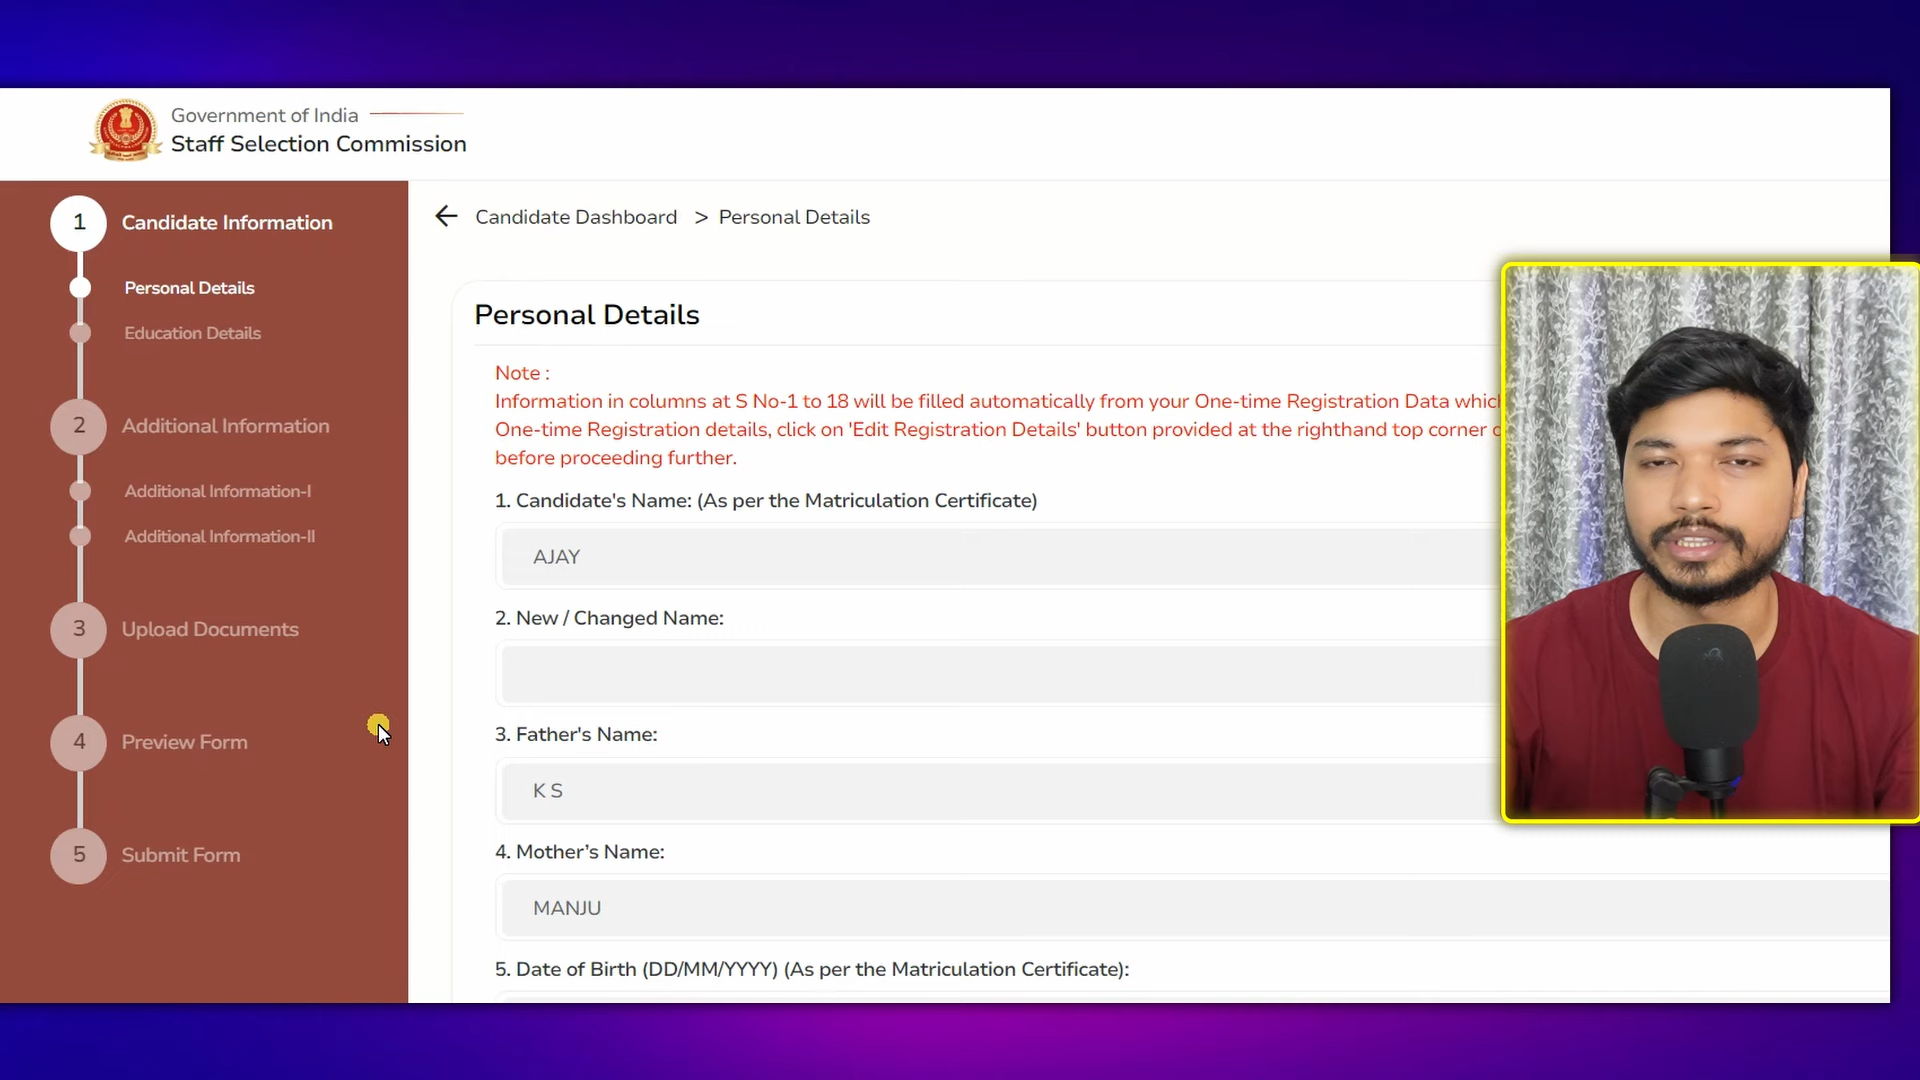 Government of India
Staff Selection Commission
1 Candidate Information
Personal Details
Education Details
2 Additional Information
Additional Information-I
Additional Information-II
3 Upload Documents
4 Preview Form
5 Submit Form
← Candidate Dashboard > Personal Details
Personal Details
Note :
Information in columns at S No-1 to 18 will be filled automatically from your One-time Registration Data whic
One-time Registration details, click on 'Edit Registration Details' button provided at the righthand top corner
before proceeding further.
1. Candidate's Name: (As per the Matriculation Certificate)
AJAY
2. New / Changed Name:
3. Father's Name:
K S
4. Mother’s Name:
MANJU
5. Date of Birth (DD/MM/YYYY) (As per the Matriculation Certificate):